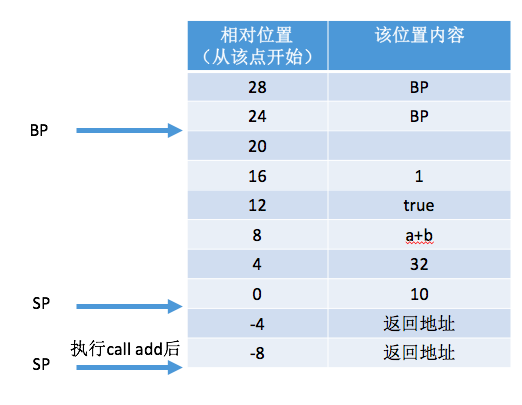 相对位置 该位置内容
（从该点开始）
28 BP
24 BP
BP
20
16 1
12 true
8 a+b
4 32
0 10
SP
-4 返回地址
执行call add后
-8 返回地址
SP